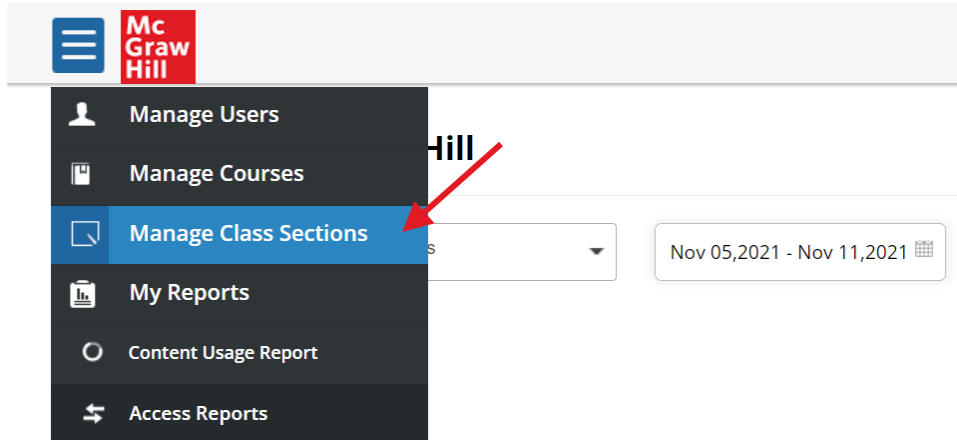 Mc
Graw
Hill
Manage Users
Hill
Manage Courses
Manage Class Sections
s
Nov 05,2021 - Nov 11,2021
My Reports
Content Usage Report
Access Reports